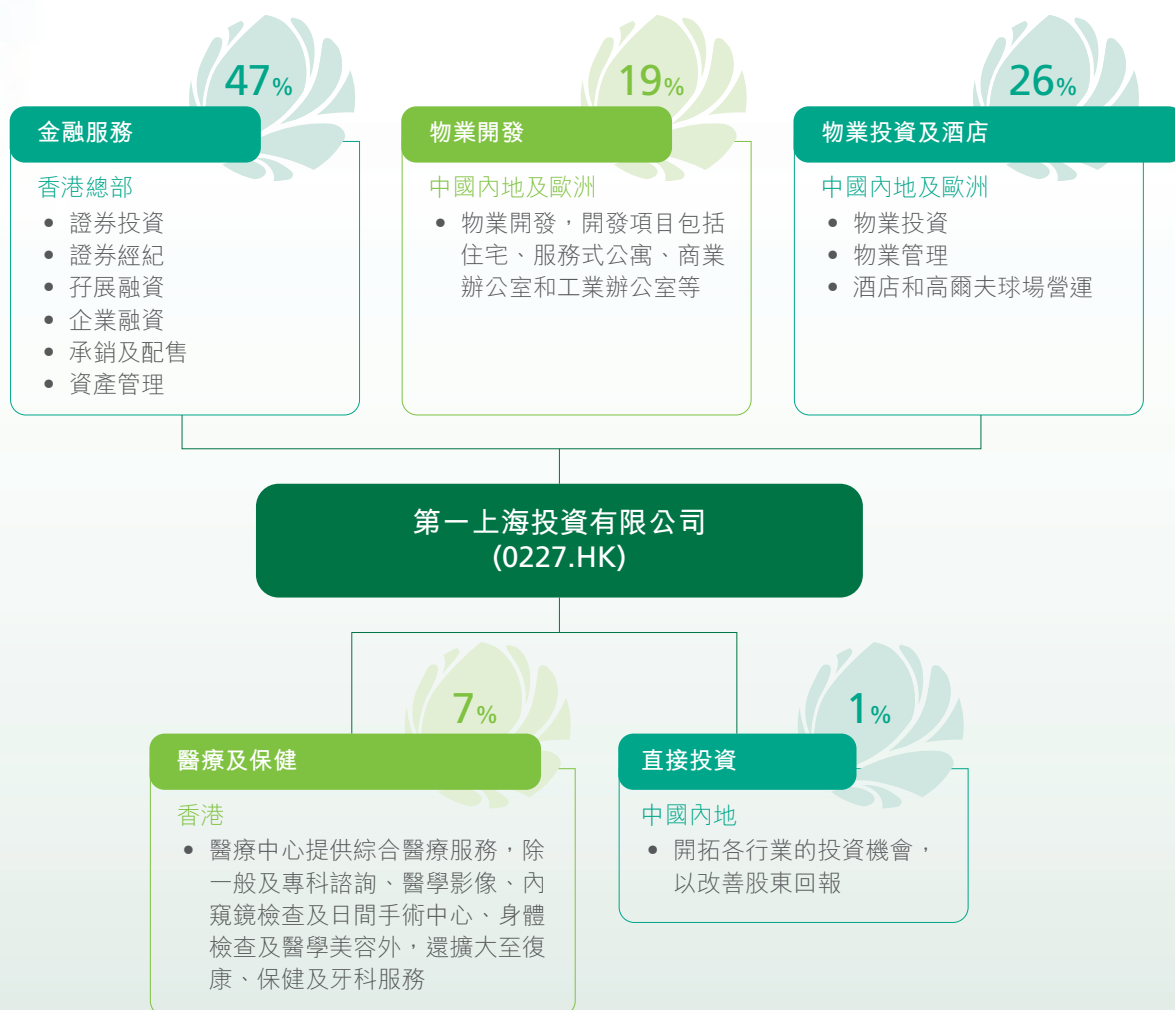 47%
金融服務
香港總部
• 證券投資
• 證券經紀
• 孖展融資
• 企業融資
• 承銷及配售
• 資產管理
19%
物業開發
中國內地及歐洲
• 物業開發，開發項目包括
住宅、服務式公寓、商業
辦公室和工業辦公室等
26%
物業投資及酒店
中國內地及歐洲
• 物業投資
• 物業管理
• 酒店和高爾夫球場營運
第一上海投資有限公司
(0227.HK)
7%
醫療及保健
香港
• 醫療中心提供綜合醫療服務，除
一般及專科諮詢、醫學影像、內
窺鏡檢查及日間手術中心、身體
檢查及醫學美容外，還擴大至復
康、保健及牙科服務
1%
直接投資
中國內地
• 開拓各行業的投資機會，
以改善股東回報